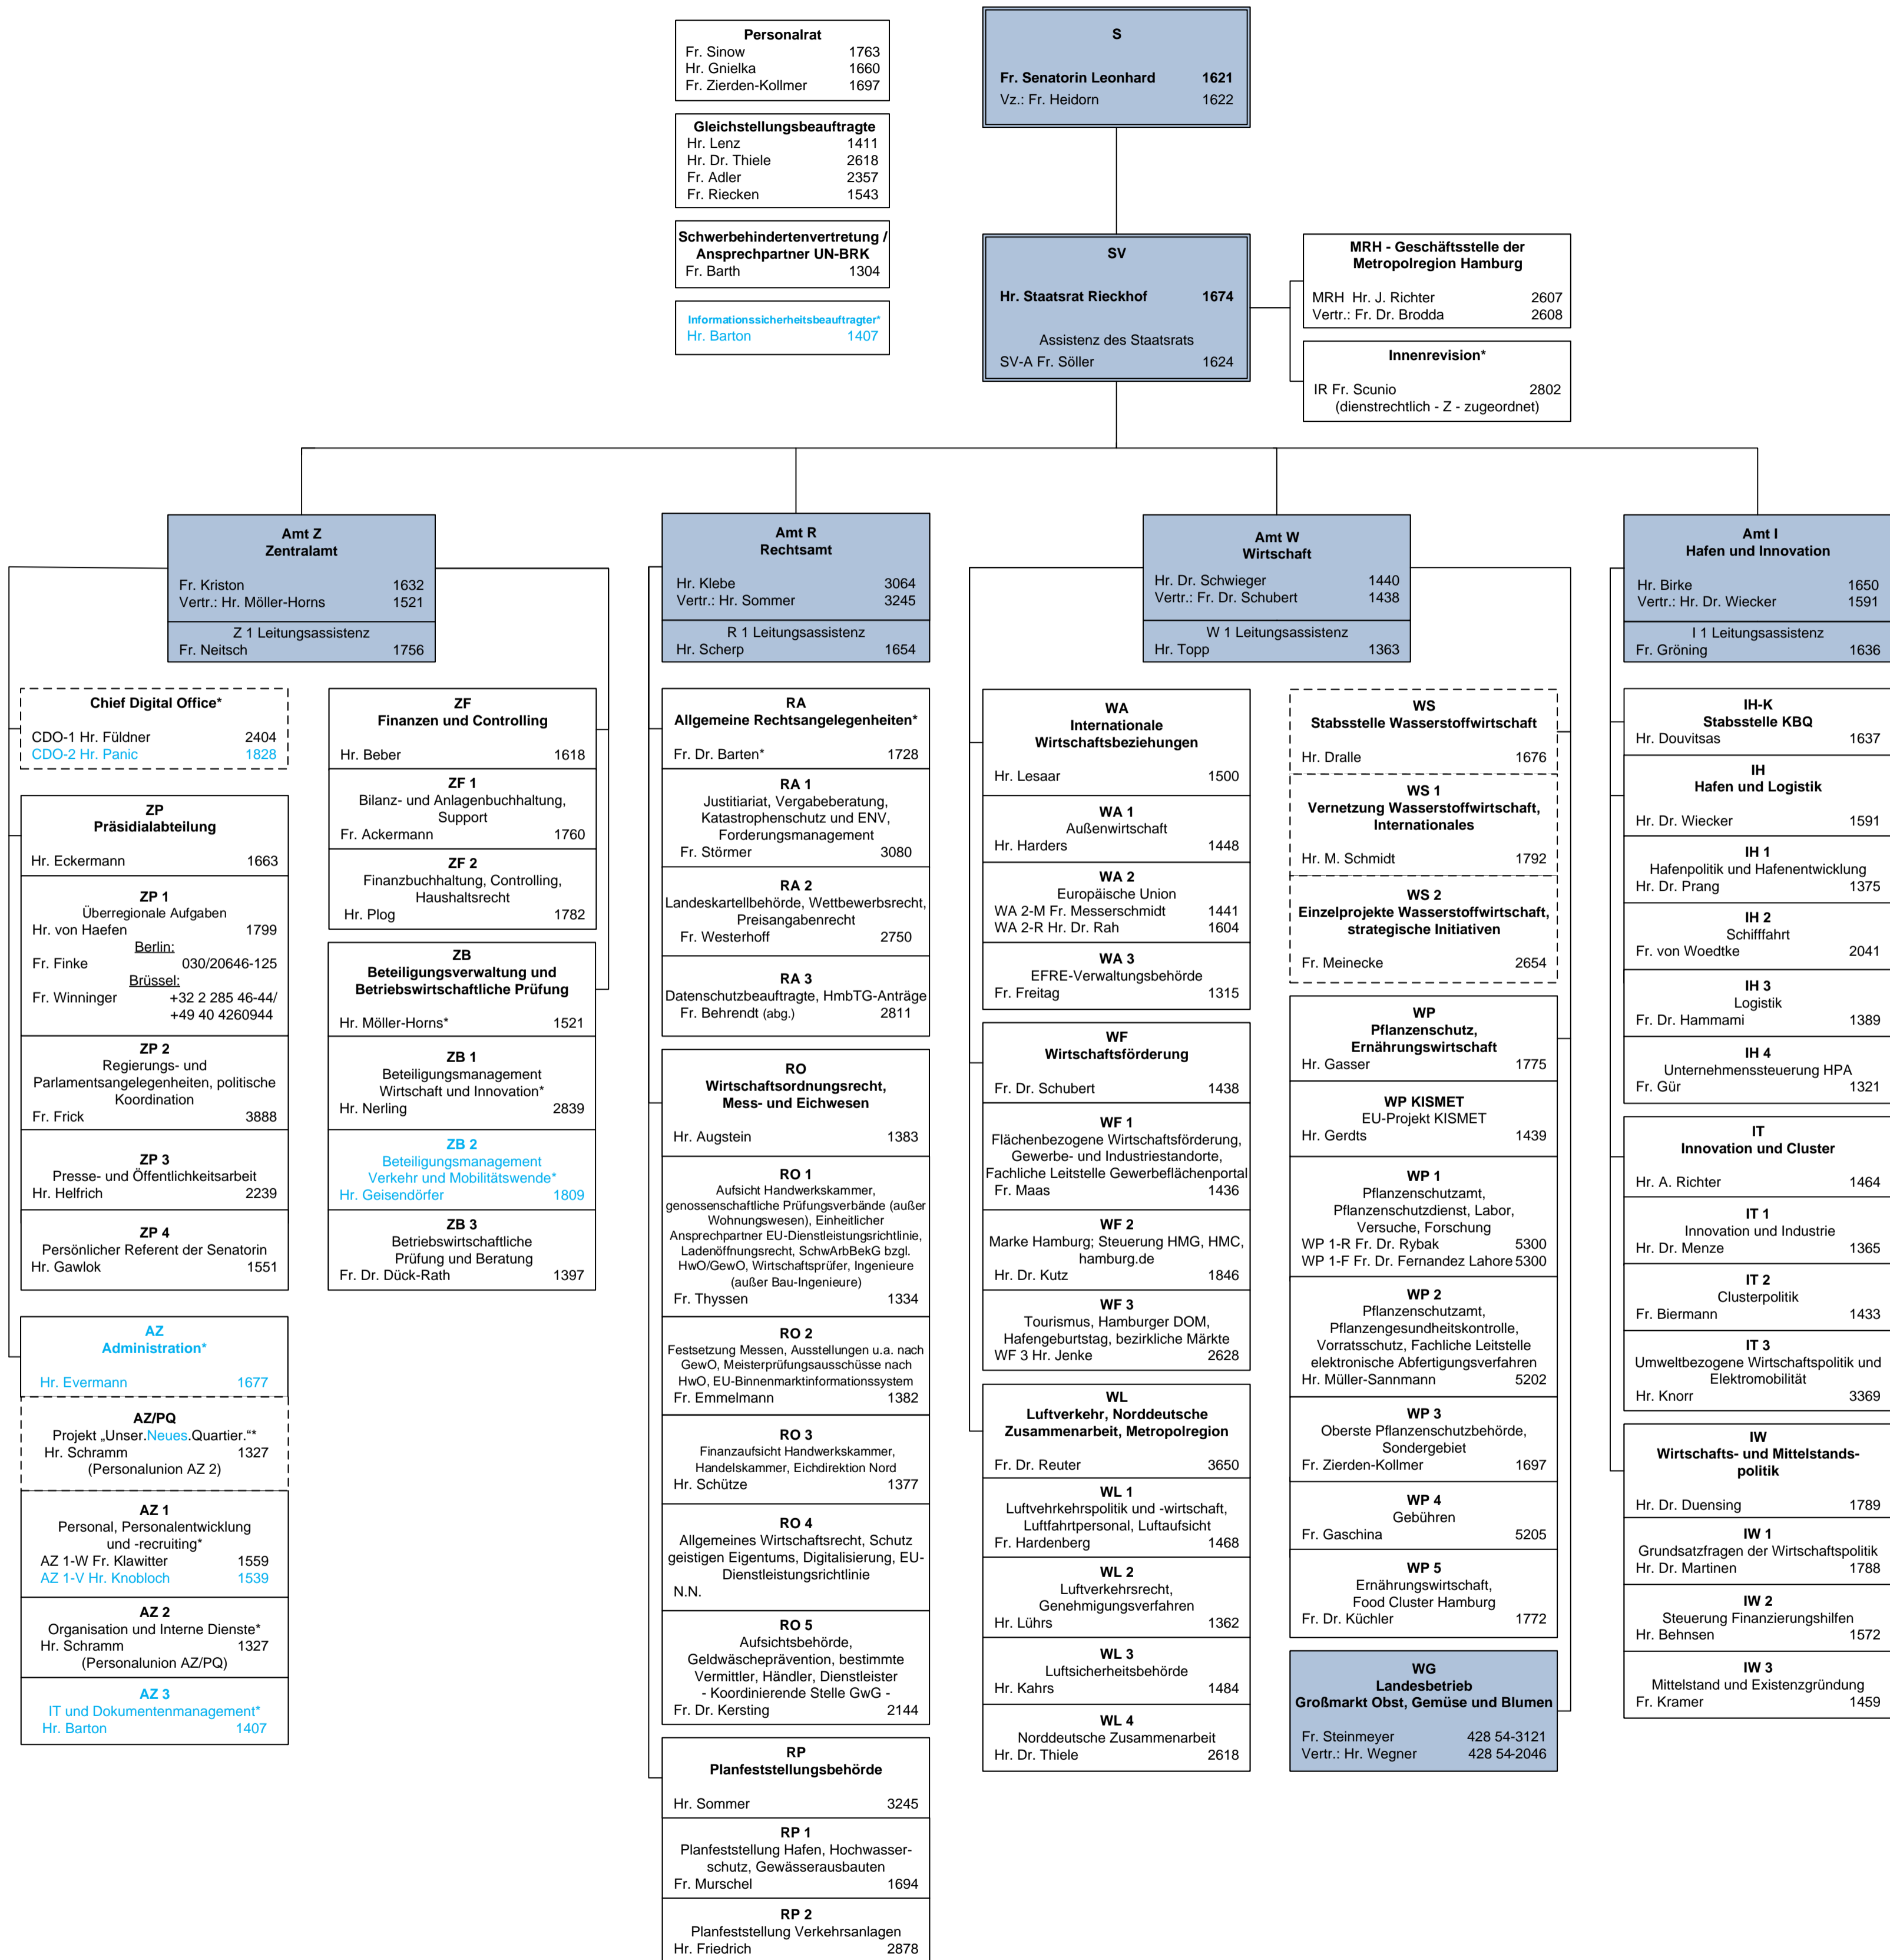 Personalrat
Fr. Sinow 1763
Hr. Gnielka 1660
Fr. Zierden-Kollmer 1697
Gleichstellungsbeauftragte
Hr. Lenz 1411
Hr. Dr. Thiele 2618
Fr. Adler 2357
Fr. Riecken 1543
Schwerbehindertenvertretung /
Ansprechpartner UN-BRK
Fr. Barth 1304
Informationssicherheitsbeauftragter*
Hr. Barton 1407
S
Fr. Senatorin Leonhard 1621
Vz.: Fr. Heidorn 1622
SV
Hr. Staatsrat Rieckhof 1674
Assistenz des Staatsrats
SV-A Fr. Söller 1624
MRH - Geschäftsstelle der
Metropolregion Hamburg
MRH Hr. J. Richter 2607
Vertr.: Fr. Dr. Brodda 2608
Innenrevision*
IR Fr. Scunio 2802
(dienstrechtlich - Z - zugeordnet)
Amt Z
Zentralamt
Fr. Kriston 1632
Vertr.: Hr. Möller-Horns 1521
Z 1 Leitungsassistenz
Fr. Neitsch 1756
Chief Digital Office*
CDO-1 Hr. Füldner 2404
CDO-2 Hr. Panic 1828
ZP
Präsidialabteilung
Hr. Eckermann 1663
ZP 1
Überregionale Aufgaben
Hr. von Haefen 1799
Berlin:
Fr. Finke 030/20646-125
Brüssel:
Fr. Winninger +32 2 285 46-44/
+49 40 4260944
ZP 2
Regierungs- und
Parlamentsangelegenheiten, politische
Koordination
Fr. Frick 3888
ZP 3
Presse- und Öffentlichkeitsarbeit
Hr. Helfrich 2239
ZP 4
Persönlicher Referent der Senatorin
Hr. Gawlok 1551
AZ
Administration*
Hr. Evermann 1677
AZ/PQ
Projekt „Unser.Neues.Quartier.“*
Hr. Schramm 1327
(Personalunion AZ 2)
AZ 1
Personal, Personalentwicklung
und -recruiting*
AZ 1-W Fr. Klawitter 1559
AZ 1-V Hr. Knobloch 1539
AZ 2
Organisation und Interne Dienste*
Hr. Schramm 1327
(Personalunion AZ/PQ)
AZ 3
IT und Dokumentenmanagement*
Hr. Barton 1407
ZF
Finanzen und Controlling
Hr. Beber 1618
ZF 1
Bilanz- und Anlagenbuchhaltung,
Support
Fr. Ackermann 1760
ZF 2
Finanzbuchhaltung, Controlling,
Haushaltsrecht
Hr. Plog 1782
ZB
Beteiligungsverwaltung und
Betriebswirtschaftliche Prüfung
Hr. Möller-Horns* 1521
ZB 1
Beteiligungsmanagement
Wirtschaft und Innovation*
Hr. Nerling 2839
ZB 2
Beteiligungsmanagement
Verkehr und Mobilitätswende*
Hr. Geisendörfer 1809
ZB 3
Betriebswirtschaftliche
Prüfung und Beratung
Fr. Dr. Dück-Rath 1397
Amt R
Rechtsamt
Hr. Klebe 3064
Vertr.: Hr. Sommer 3245
R 1 Leitungsassistenz
Hr. Scherp 1654
RA
Allgemeine Rechtsangelegenheiten*
Fr. Dr. Barten* 1728
RA 1
Justitiariat, Vergabeberatung,
Katastrophenschutz und ENV,
Forderungsmanagement
Fr. Störmer 3080
RA 2
Landeskartellbehörde, Wettbewerbsrecht,
Preisangabenrecht
Fr. Westerhoff 2750
RA 3
Datenschutzbeauftragte, HmbTG-Anträge
Fr. Behrendt (abg.) 2811
RO
Wirtschaftsordnungsrecht,
Mess- und Eichwesen
Hr. Augstein 1383
RO 1
Aufsicht Handwerkskammer,
genossenschaftliche Prüfungsverbände (außer
Wohnungswesen), Einheitlicher
Ansprechpartner EU-Dienstleistungsrichtlinie,
Ladenöffnungsrecht, SchwArbBekG bzgl.
HwO/GewO, Wirtschaftsprüfer, Ingenieure
(außer Bau-Ingenieure)
Fr. Thyssen 1334
RO 2
Festsetzung Messen, Ausstellungen u.a. nach
GewO, Meisterprüfungsausschüsse nach
HwO, EU-Binnenmarktinformationssystem
Fr. Emmelmann 1382
RO 3
Finanzaufsicht Handwerkskammer,
Handelskammer, Eichdirektion Nord
Hr. Schütze 1377
RO 4
Allgemeines Wirtschaftsrecht, Schutz
geistigen Eigentums, Digitalisierung, EU-
Dienstleistungsrichtlinie
N.N.
RO 5
Aufsichtsbehörde,
Geldwäscheprävention, bestimmte
Vermittler, Händler, Dienstleister
- Koordinierende Stelle GwG -
Fr. Dr. Kersting 2144
RP
Planfeststellungsbehörde
Hr. Sommer 3245
RP 1
Planfeststellung Hafen, Hochwasser-
schutz, Gewässerausbauten
Fr. Murschel 1694
RP 2
Planfeststellung Verkehrsanlagen
Hr. Friedrich 2878
Amt W
Wirtschaft
Hr. Dr. Schwieger 1440
Vertr.: Fr. Dr. Schubert 1438
W 1 Leitungsassistenz
Hr. Topp 1363
WA
Internationale
Wirtschaftsbeziehungen
Hr. Lesaar 1500
WA 1
Außenwirtschaft
Hr. Harders 1448
WA 2
Europäische Union
WA 2-M Fr. Messerschmidt 1441
WA 2-R Hr. Dr. Rah 1604
WA 3
EFRE-Verwaltungsbehörde
Fr. Freitag 1315
WF
Wirtschaftsförderung
Fr. Dr. Schubert 1438
WF 1
Flächenbezogene Wirtschaftsförderung,
Gewerbe- und Industriestandorte,
Fachliche Leitstelle Gewerbeflächenportal
Fr. Maas 1436
WF 2
Marke Hamburg; Steuerung HMG, HMC,
hamburg.de
Hr. Dr. Kutz 1846
WF 3
Tourismus, Hamburger DOM,
Hafengeburtstag, bezirkliche Märkte
WF 3 Hr. Jenke 2628
WL
Luftverkehr, Norddeutsche
Zusammenarbeit, Metropolregion
Fr. Dr. Reuter 3650
WL 1
Luftvehrkehrspolitik und -wirtschaft,
Luftfahrtpersonal, Luftaufsicht
Fr. Hardenberg 1468
WL 2
Luftverkehrsrecht,
Genehmigungsverfahren
Hr. Lührs 1362
WL 3
Luftsicherheitsbehörde
Hr. Kahrs 1484
WL 4
Norddeutsche Zusammenarbeit
Hr. Dr. Thiele 2618
WS
Stabsstelle Wasserstoffwirtschaft
Hr. Dralle 1676
WS 1
Vernetzung Wasserstoffwirtschaft,
Internationales
Hr. M. Schmidt 1792
WS 2
Einzelprojekte Wasserstoffwirtschaft,
strategische Initiativen
Fr. Meinecke 2654
WP
Pflanzenschutz,
Ernährungswirtschaft
Hr. Gasser 1775
WP KISMET
EU-Projekt KISMET
Hr. Gerdts 1439
WP 1
Pflanzenschutzamt,
Pflanzenschutzdienst, Labor,
Versuche, Forschung
WP 1-R Fr. Dr. Rybak 5300
WP 1-F Fr. Dr. Fernandez Lahore 5300
WP 2
Pflanzenschutzamt,
Pflanzengesundheitskontrolle,
Vorratsschutz, Fachliche Leitstelle
elektronische Abfertigungsverfahren
Hr. Müller-Sannmann 5202
WP 3
Oberste Pflanzenschutzbehörde,
Sondergebiet
Fr. Zierden-Kollmer 1697
WP 4
Gebühren
Fr. Gaschina 5205
WP 5
Ernährungswirtschaft,
Food Cluster Hamburg
Fr. Dr. Küchler 1772
WG
Landesbetrieb
Großmarkt Obst, Gemüse und Blumen
Fr. Steinmeyer 428 54-3121
Vertr.: Hr. Wegner 428 54-2046
Amt I
Hafen und Innovation
Hr. Birke 1650
Vertr.: Hr. Dr. Wiecker 1591
I 1 Leitungsassistenz
Fr. Gröning 1636
IH-K
Stabsstelle KBQ
Hr. Douvitsas 1637
IH
Hafen und Logistik
Hr. Dr. Wiecker 1591
IH 1
Hafenpolitik und Hafenentwicklung
Hr. Dr. Prang 1375
IH 2
Schifffahrt
Fr. von Woedtke 2041
IH 3
Logistik
Fr. Dr. Hammami 1389
IH 4
Unternehmenssteuerung HPA
Fr. Gür 1321
IT
Innovation und Cluster
Hr. A. Richter 1464
IT 1
Innovation und Industrie
Hr. Dr. Menze 1365
IT 2
Clusterpolitik
Fr. Biermann 1433
IT 3
Umweltbezogene Wirtschaftspolitik und
Elektromobilität
Hr. Knorr 3369
IW
Wirtschafts- und Mittelstands-
politik
Hr. Dr. Duensing 1789
IW 1
Grundsatzfragen der Wirtschaftspolitik
Hr. Dr. Martinen 1788
IW 2
Steuerung Finanzierungshilfen
Hr. Behnsen 1572
IW 3
Mittelstand und Existenzgründung
Fr. Kramer 1459